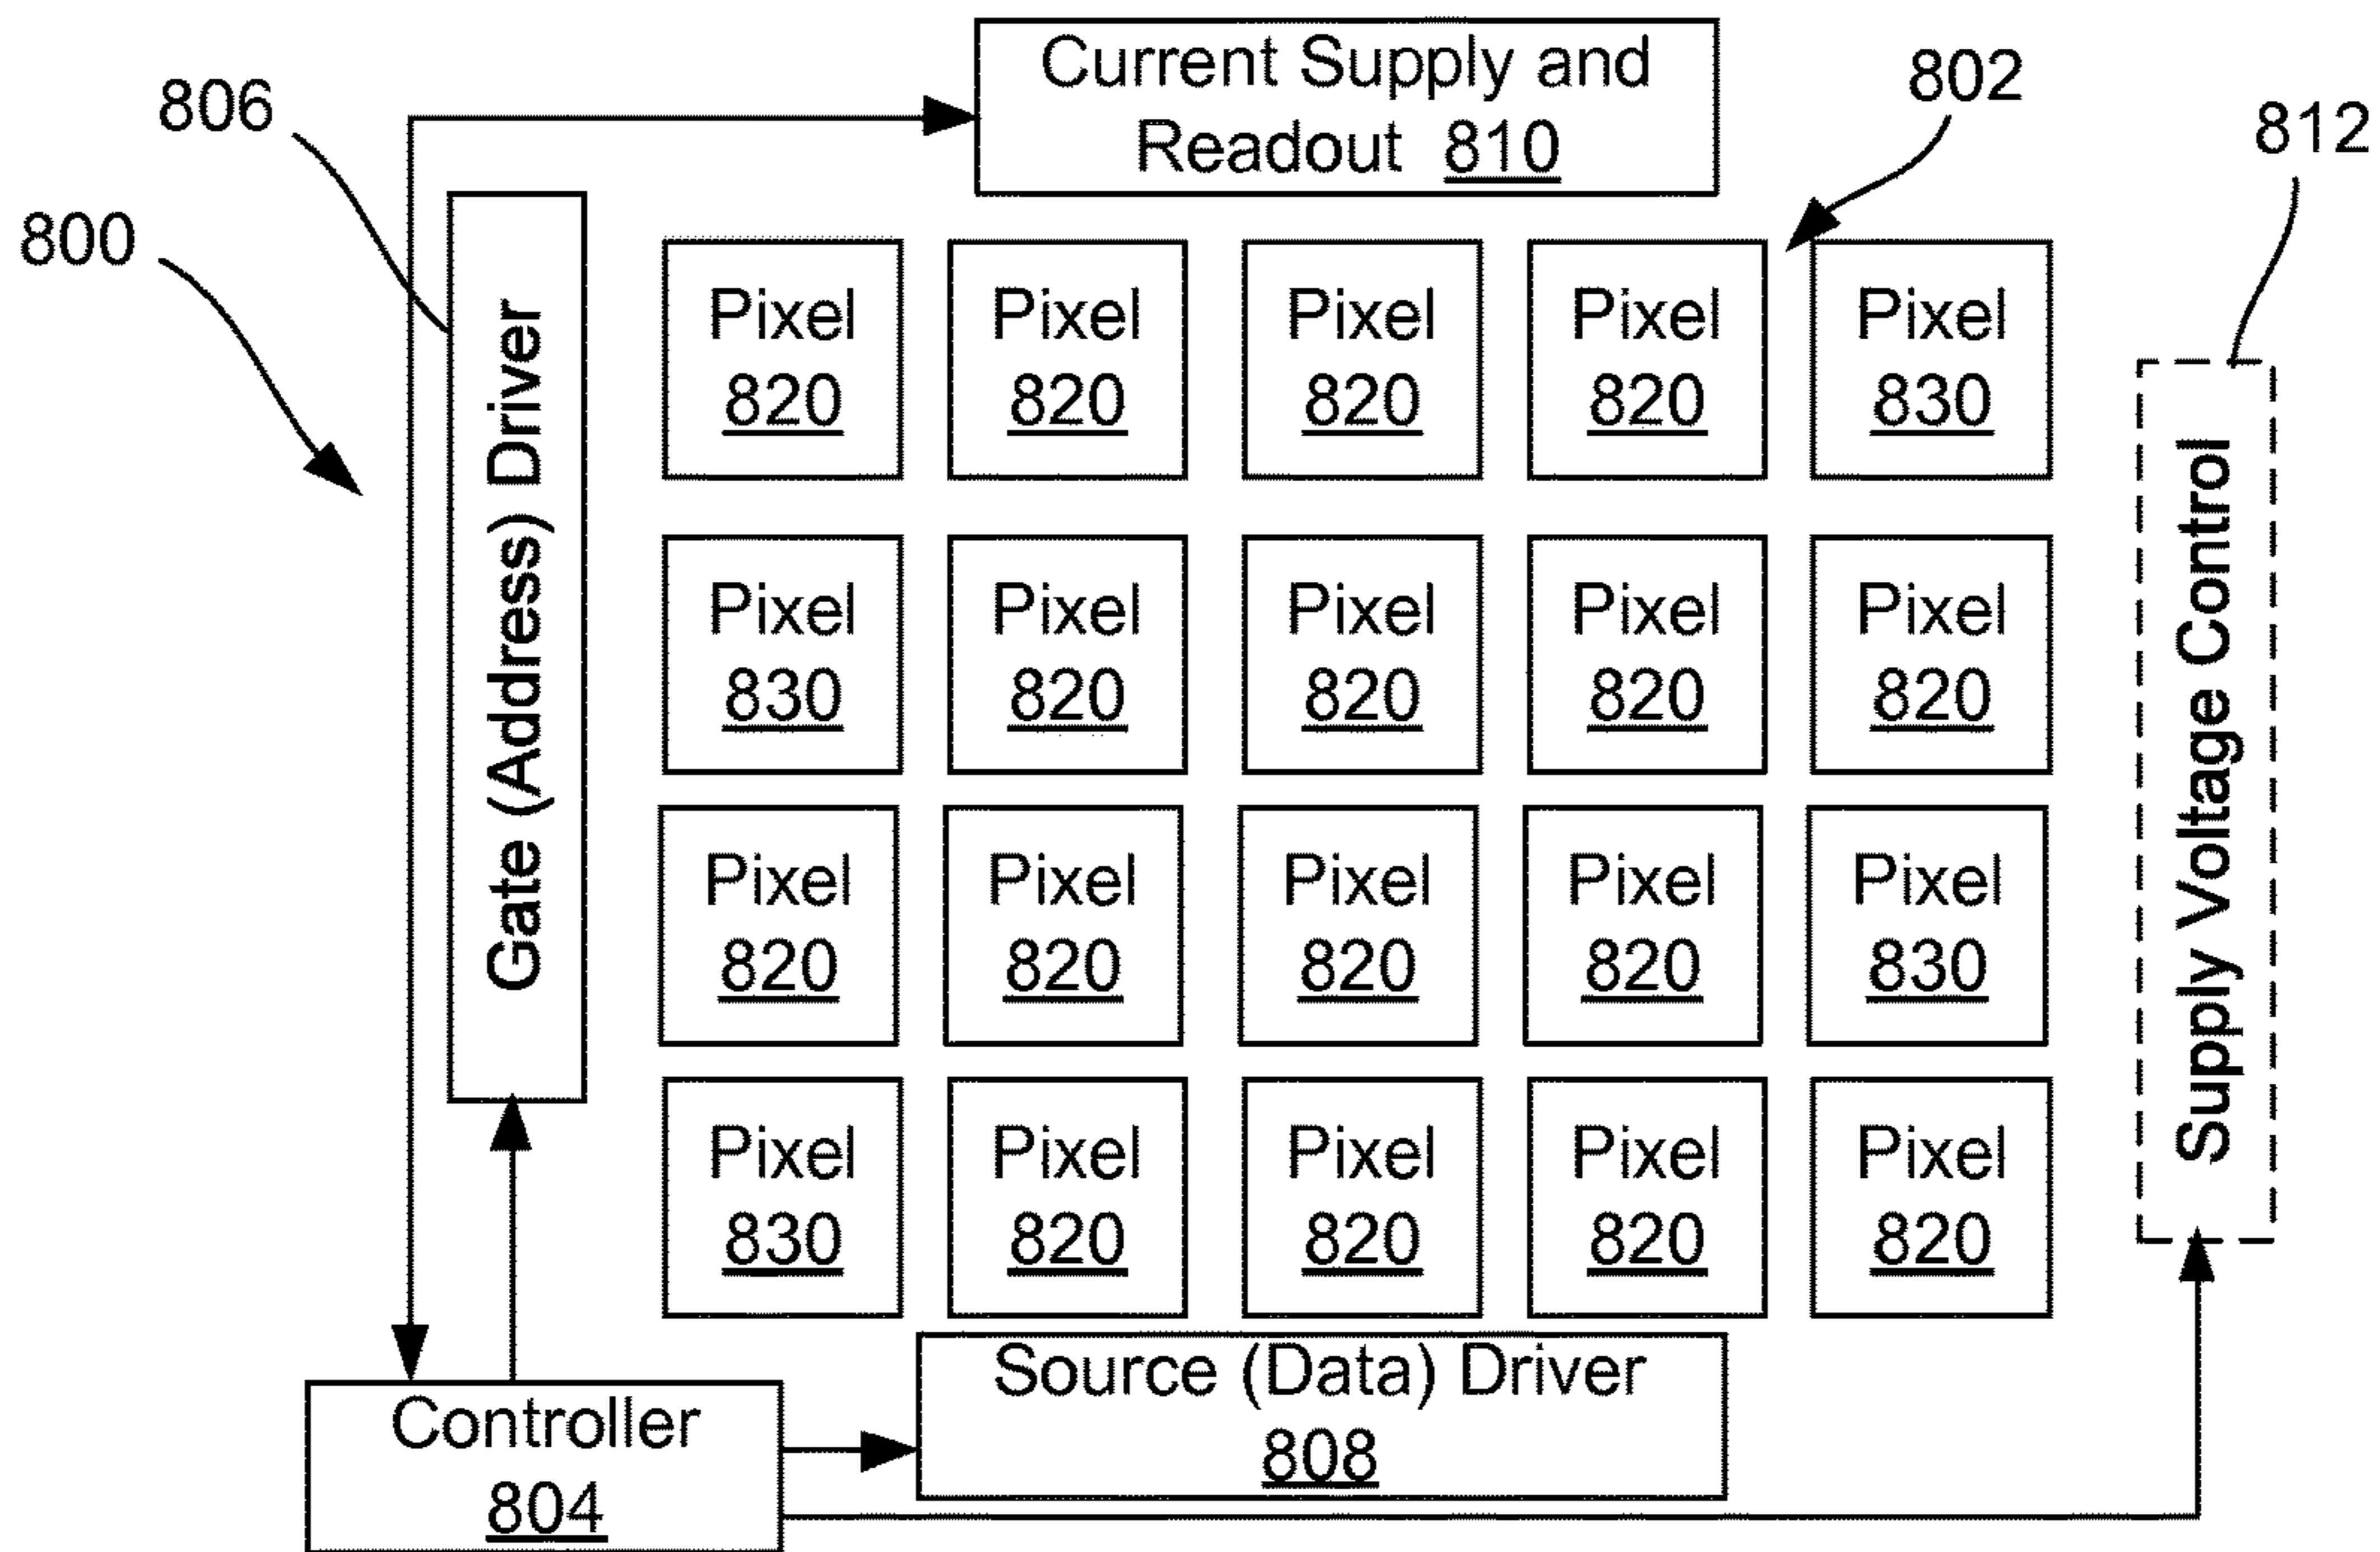 Current Supply and
Readout 810
806
802
812
800
Gate (Address) Driver
Pixel
820
Pixel
820
Pixel
820
Pixel
820
Pixel
830
Pixel
830
Pixel
820
Pixel
820
Pixel
820
Pixel
820
Pixel
820
Pixel
820
Pixel
820
Pixel
820
Pixel
830
Pixel
830
Pixel
820
Pixel
820
Pixel
820
Pixel
820
Supply Voltage Control
Source (Data) Driver
808
Controller
804